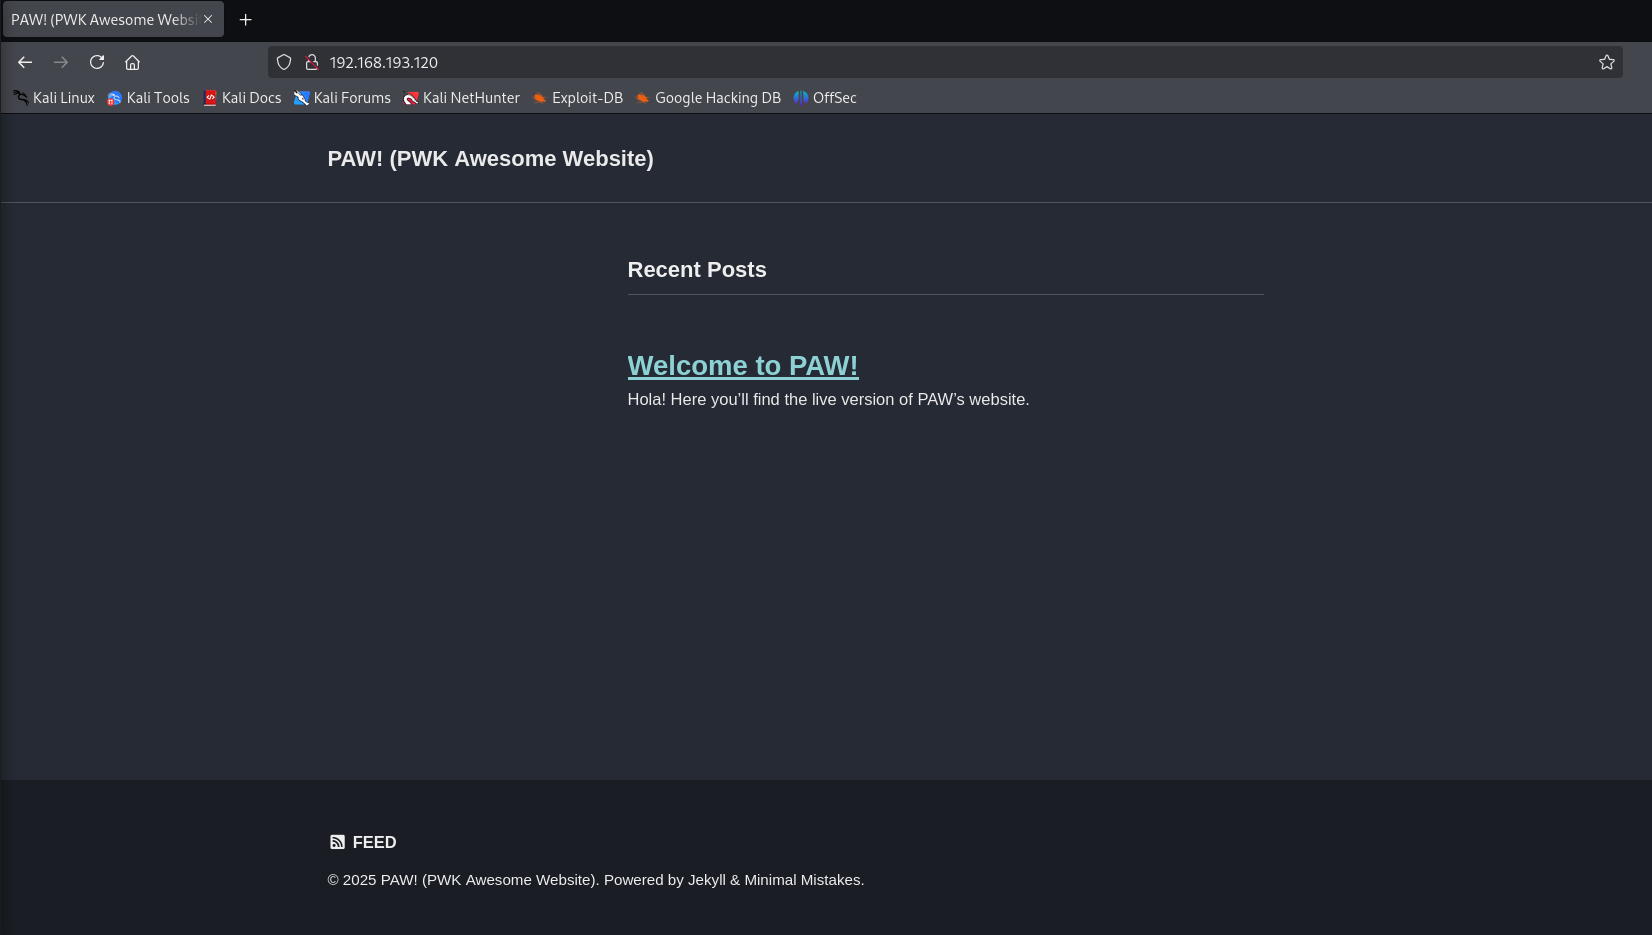 PAW! (PWK Awesome Websi
192.168.193.120
Kali Linux Kali Tools Kali Docs Kali Forums Kali NetHunter Exploit-DB Google Hacking DB OffSec
PAW! (PWK Awesome Website)
Recent Posts
Welcome to PAW!
Hola! Here you’ll find the live version of PAW’s website.
FEED
© 2025 PAW! (PWK Awesome Website). Powered by Jekyll & Minimal Mistakes.